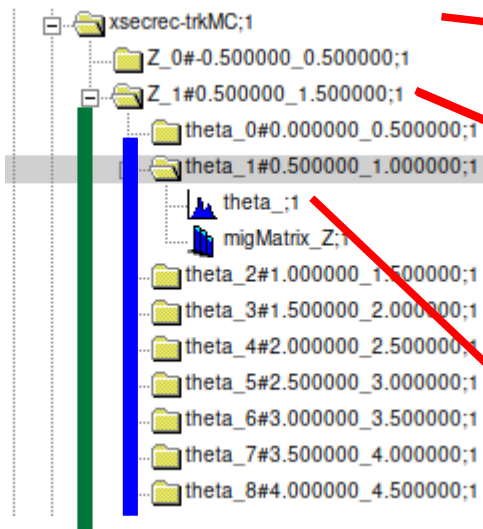 xsecrec-trkMC;1
Z_0#-0.500000_0.500000;1
Z_1#0.500000_1.500000;1
theta_0#0.000000_0.500000;1
theta_1#0.500000_1.000000;1
theta_;1
migMatrix_Z;1
theta_2#1.000000_1.500000;1
theta_3#1.500000_2.000000;1
theta_4#2.000000_2.500000;1
theta_5#2.500000_3.000000;1
theta_6#3.000000_3.500000;1
theta_7#3.500000_4.000000;1
theta_8#4.000000_4.500000;1